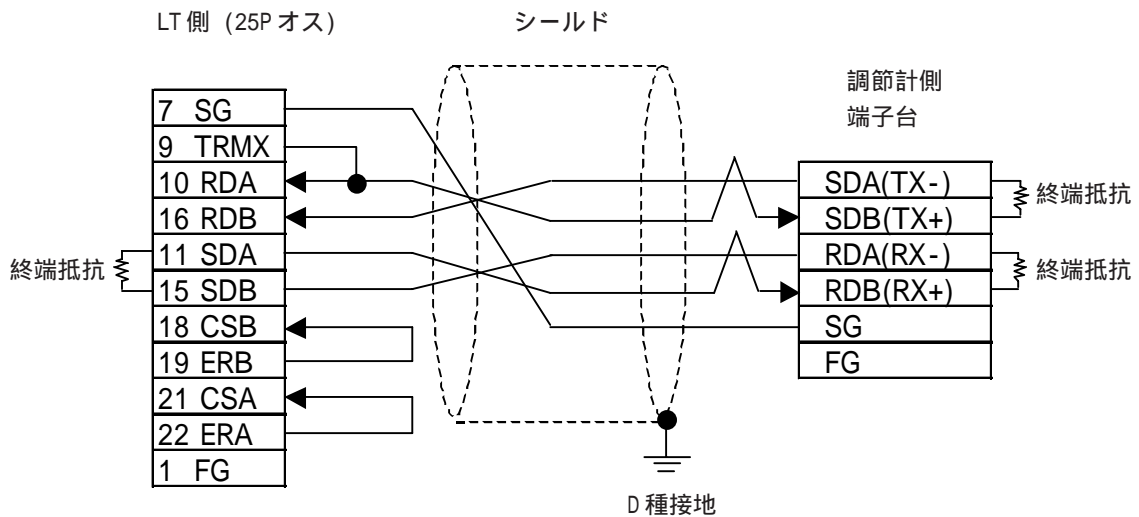 LT側 (25Pオス)
シールド
調節計側
端子台
7 SG
9 TRMX
10 RDA
16 RDB
11 SDA
15 SDB
18 CSB
19 ERB
21 CSA
22 ERA
1 FG
終端抵抗
SDA(TX-)
SDB(TX+)
RDA(RX-)
RDB(RX+)
SG
FG
終端抵抗
終端抵抗
D種接地